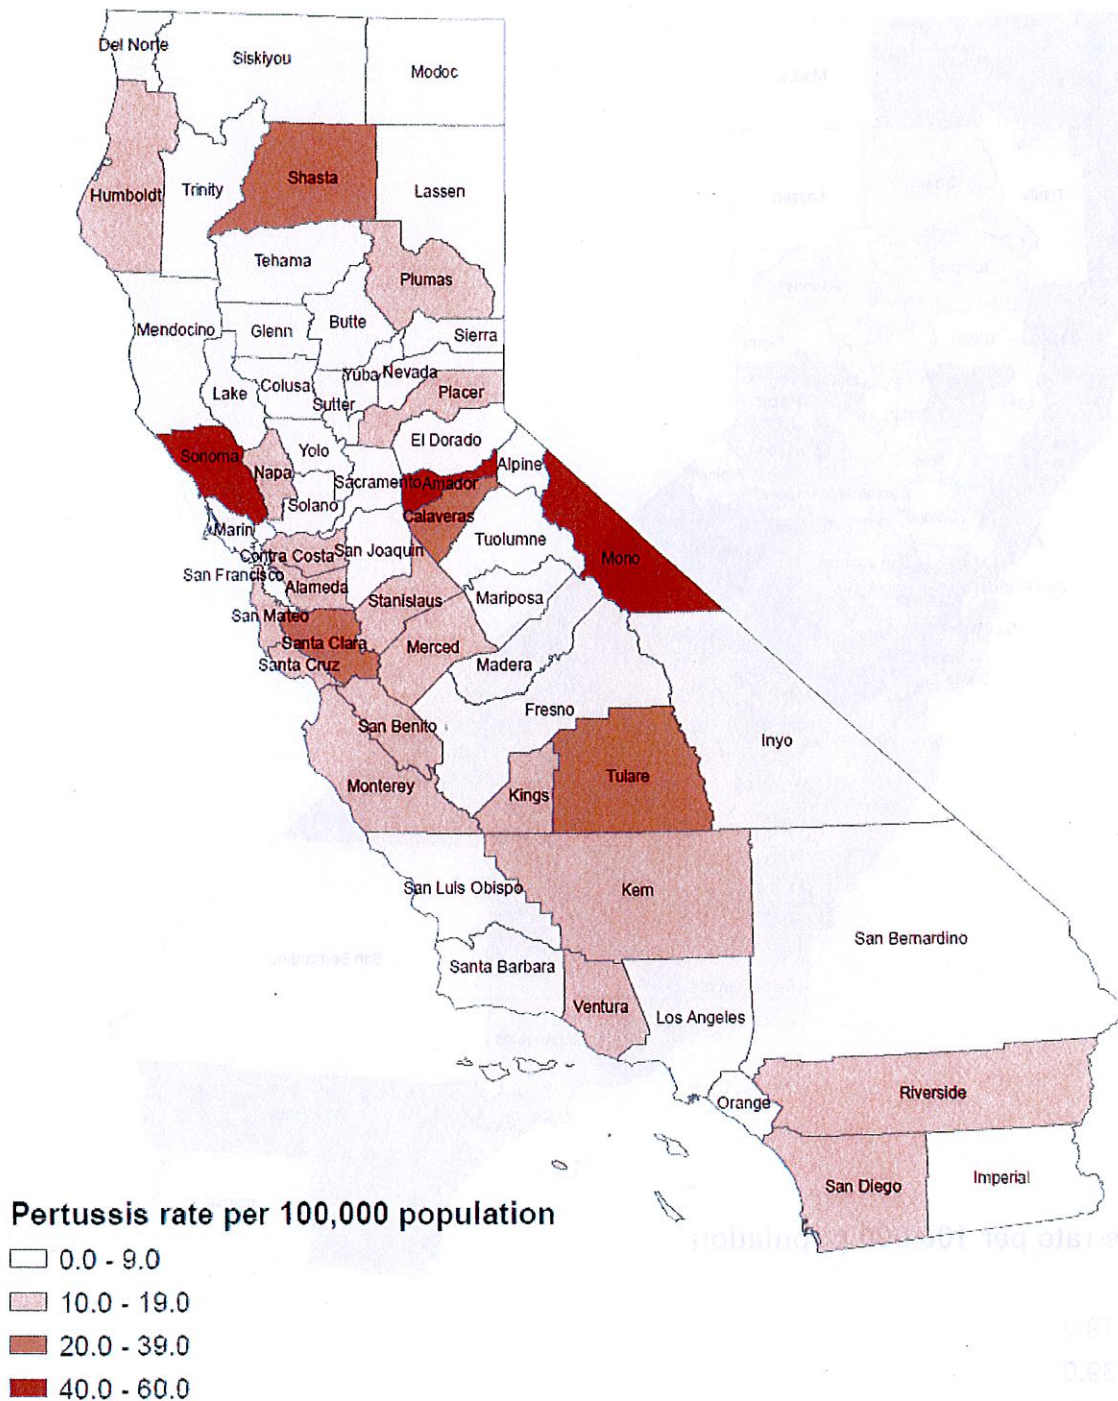 Del Norte
Siskiyou
Modoc
Humboldt
Trinity
Shasta
Lassen
Tehama
Plumas
Mendocino
Glenn
Butte
Sierra
Lake
Colusa
Yuba
Nevada
Sutter
Placer
El Dorado
Sonoma
Napa
Yolo
Sacramento
Amador
Alpine
Solano
Calaveras
Marin
Contra Costa
San Joaquin
Tuolumne
Mono
San Francisco
Alameda
Stanislaus
Mariposa
San Mateo
Santa Clara
Merced
Santa Cruz
Madera
San Benito
Fresno
Inyo
Monterey
Kings
Tulare
San Luis Obispo
Kern
San Bernardino
Santa Barbara
Ventura
Los Angeles
Orange
Riverside
San Diego
Imperial
Pertussis rate per 100,000 population
0.0 - 9.0
10.0 - 19.0
20.0 - 39.0
40.0 - 60.0